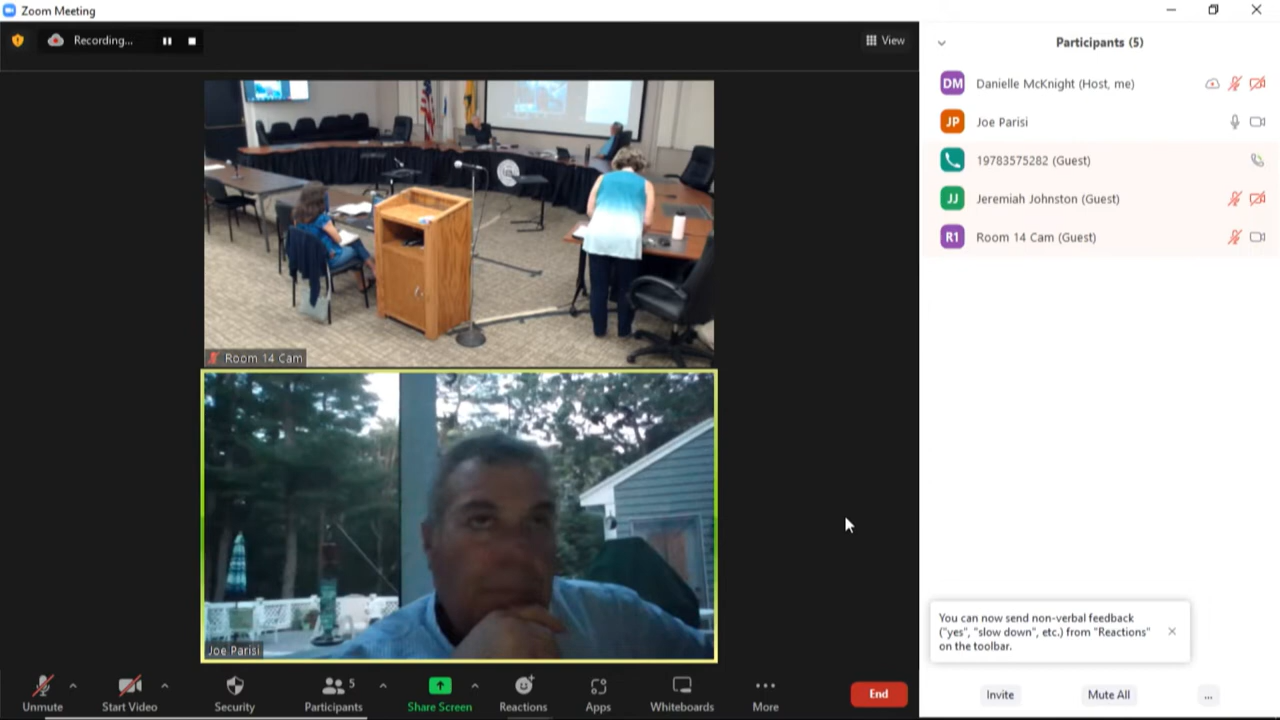 Zoom Meeting
Recording...
View
Participants (5)
DM Danielle McKnight (Host, me)
JP Joe Parisi
19783575282 (Guest)
JJ Jeremiah Johnston (Guest)
R1 Room 14 Cam (Guest)
Room 14 Cam
Joe Parisi
You can now send non-verbal feedback
("yes", "slow down", etc.) from "Reactions"
on the toolbar.
Unmute
Start Video
Security
5
Participants
Share Screen
Reactions
Apps
Whiteboards
More
End
Invite
Mute All
...